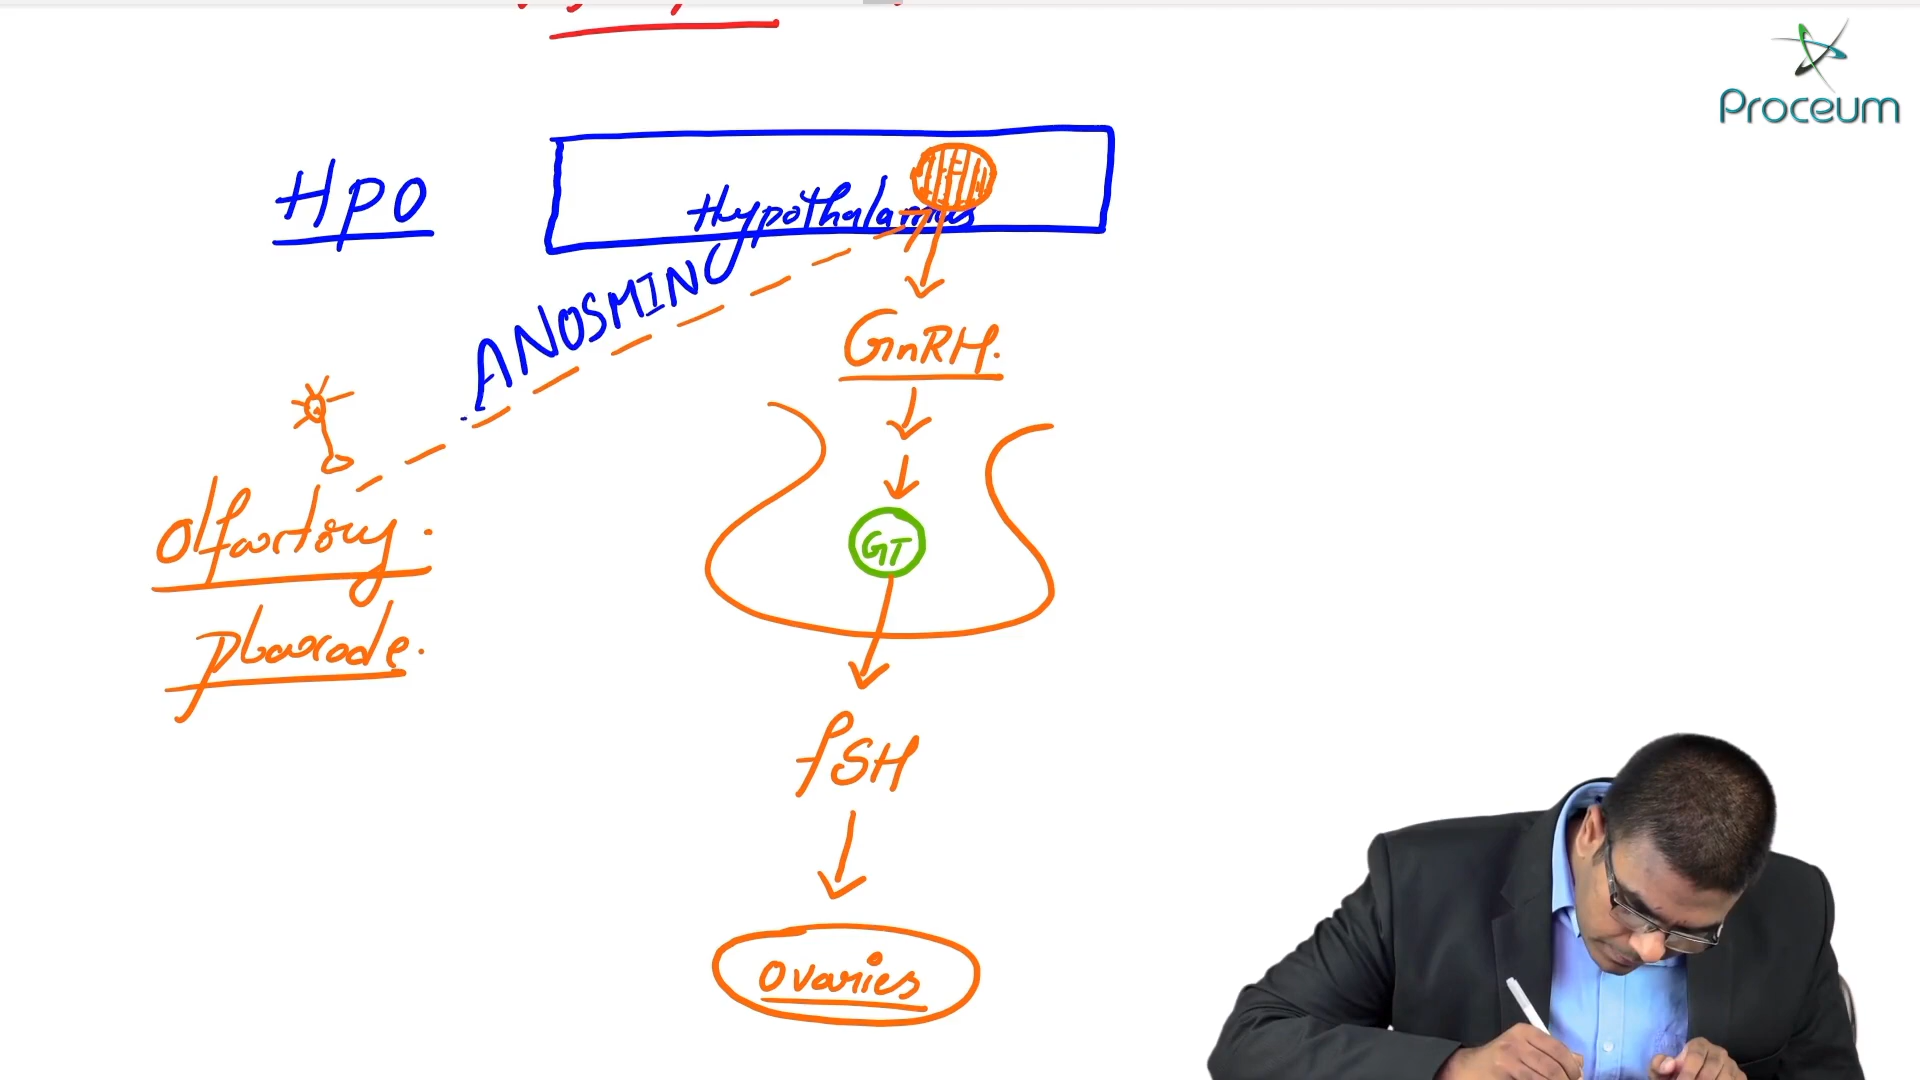 Proceum
HPO
Hypothalamus
ANOSMIN
GnRH.
GT
Olfactory.
placode.
FSH
Ovaries